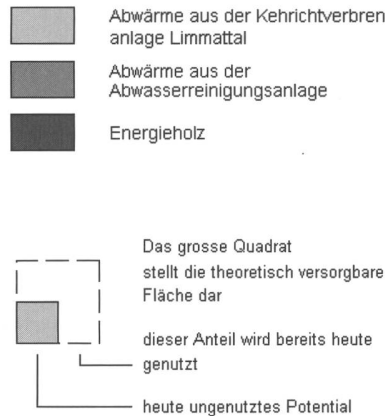 Abwärme aus der Kehrichtverbren
anlage Limmattal
Abwärme aus der
Abwasserreinigungsanlage
Energieholz
Das grosse Quadrat
stellt die theoretisch versorgbare
Fläche dar
dieser Anteil wird bereits heute
genutzt
heute ungenutztes Potential